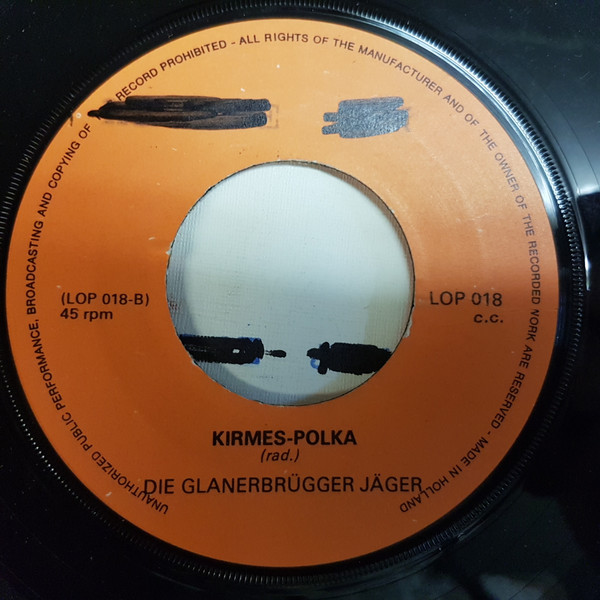 UNAUTHORIZED PUBLIC PERFORMANCE, BROADCASTING AND COPYING OF RECORD PROHIBITED - ALL RIGHTS OF THE MANUFACTURER AND OF THE OWNER OF THE RECORDED NORK ARE RESERVED - MADE IN HOLLAND
(LOP 018-B)
45 rpm
LOP 018
c.c.
KIRMES-POLKA
(rad.)
DIE GLANERBRÜGGER JÄGER